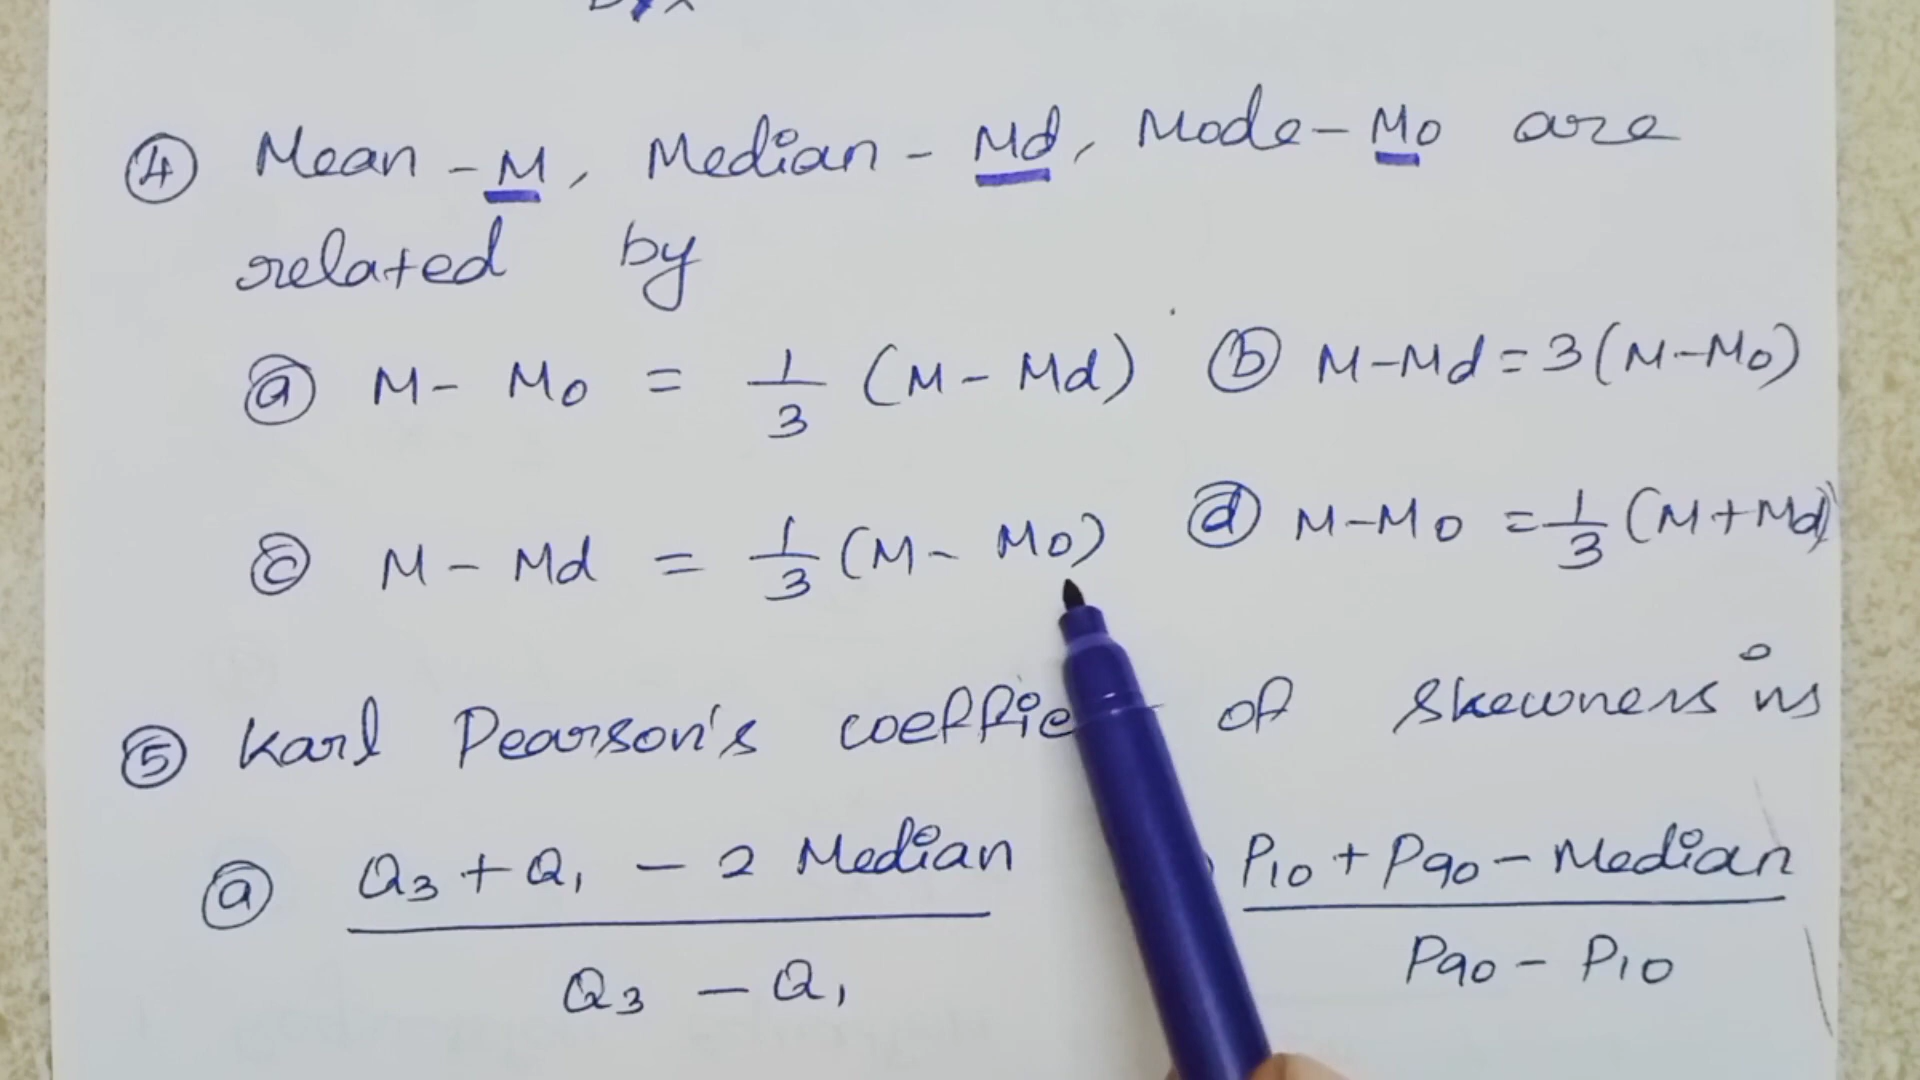 ④ Mean - M, Median - Md, Mode - Mo are
related by
ⓐ M - Mo = 1/3 (M - Md) ⓑ M - Md = 3 (M - Mo)
ⓒ M - Md = 1/3 (M - Mo) ⓓ M - Mo = 1/3 (M + Md)
⑤ Karl Pearson's coeffic of skewness is
ⓐ Q3 + Q1 - 2 Median / Q3 - Q1 P10 + P90 - Median / P90 - P10